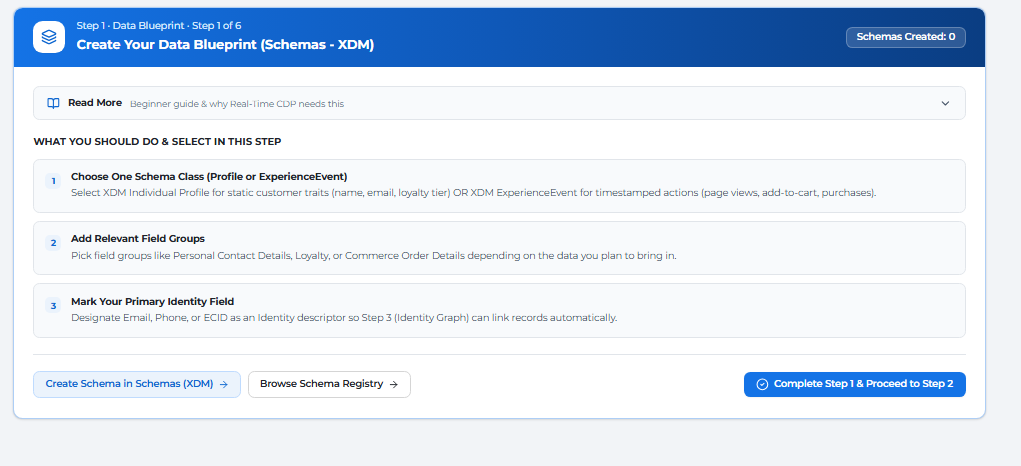 Step 1 · Data Blueprint · Step 1 of 6
Create Your Data Blueprint (Schemas - XDM)
Schemas Created: 0
Read More Beginner guide & why Real-Time CDP needs this
WHAT YOU SHOULD DO & SELECT IN THIS STEP
1 Choose One Schema Class (Profile or ExperienceEvent)
Select XDM Individual Profile for static customer traits (name, email, loyalty tier) OR XDM ExperienceEvent for timestamped actions (page views, add-to-cart, purchases).
2 Add Relevant Field Groups
Pick field groups like Personal Contact Details, Loyalty, or Commerce Order Details depending on the data you plan to bring in.
3 Mark Your Primary Identity Field
Designate Email, Phone, or ECID as an Identity descriptor so Step 3 (Identity Graph) can link records automatically.
Create Schema in Schemas (XDM) →
Browse Schema Registry →
Complete Step 1 & Proceed to Step 2